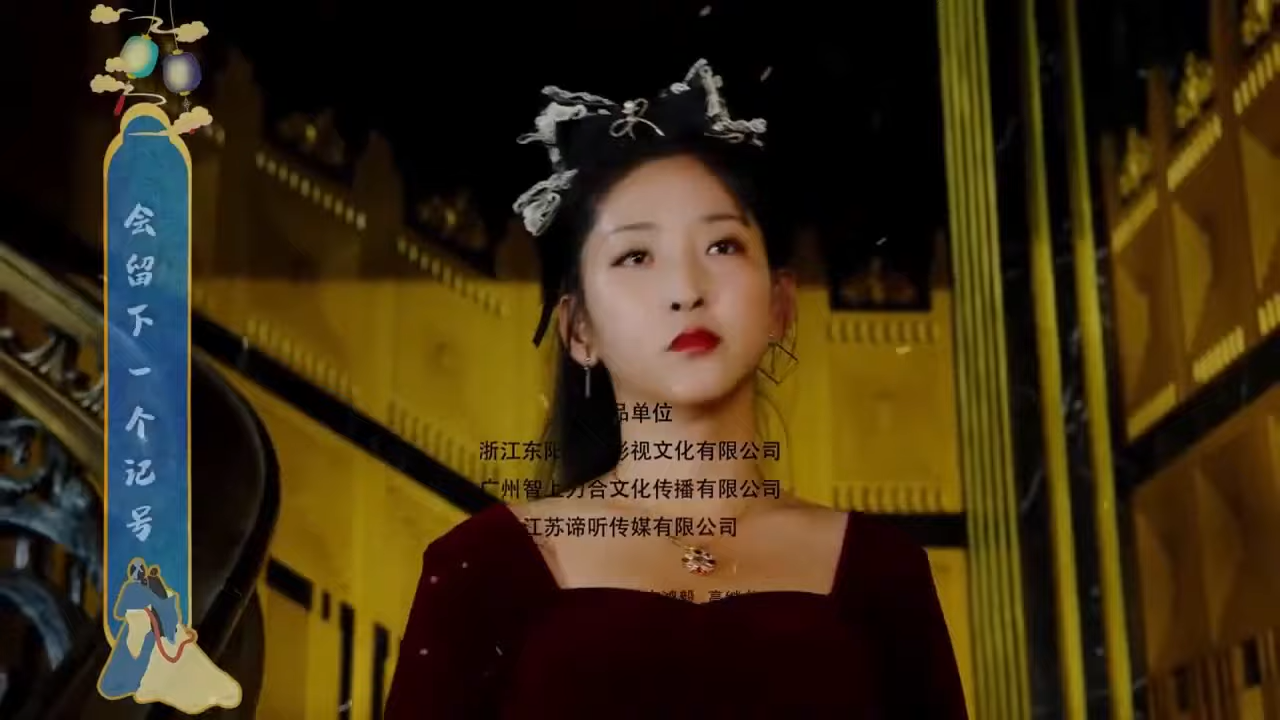 会留下一个记号
品单位
浙江东阳 影视文化有限公司
广州智上力合文化传播有限公司
江苏谛听传媒有限公司